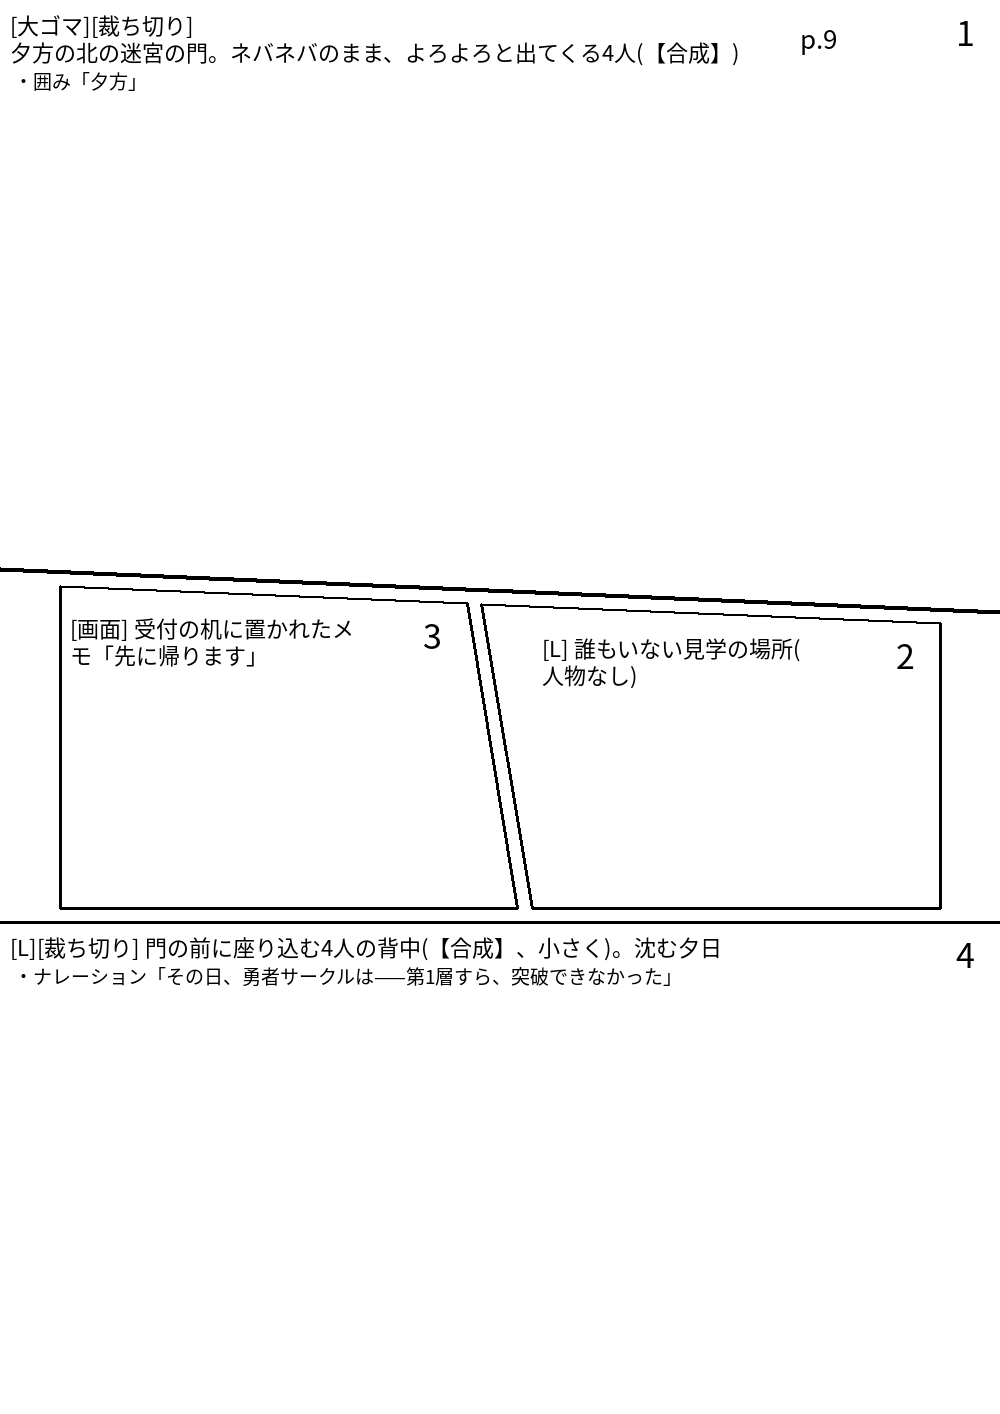 [大ゴマ][裁ち切り]
夕方の北の迷宮の門。ネバネバのまま、よろよろと出てくる4人(【合成】)
・囲み「夕方」
p.9
1
[L] 誰もいない見学の場所(
人物なし)
2
[画面] 受付の机に置かれたメ
モ「先に帰ります」
3
[L][裁ち切り] 門の前に座り込む4人の背中(【合成】、小さく)。沈む夕日
・ナレーション「その日、勇者サークルは――第1層すら、突破できなかった」
4